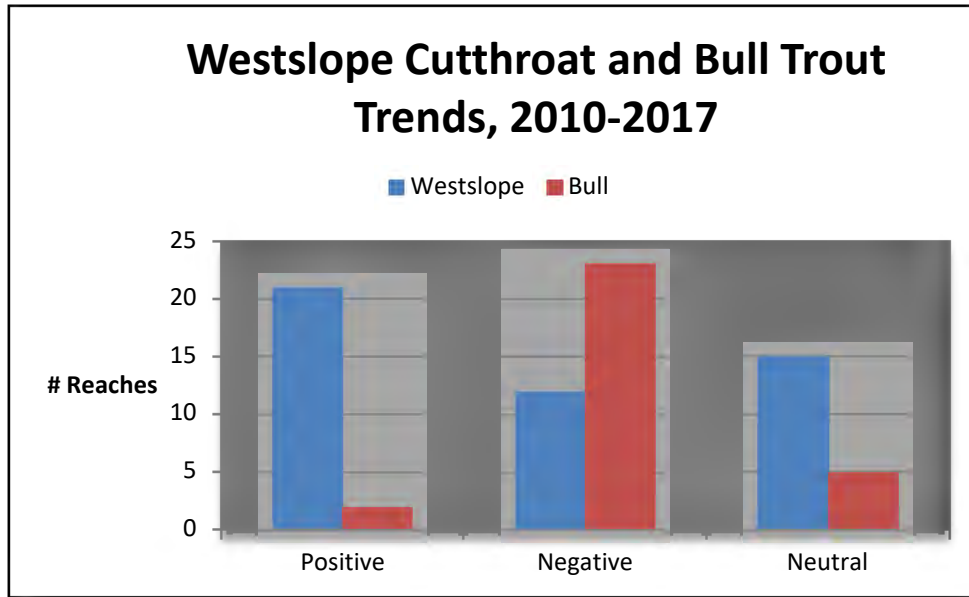 Westslope Cutthroat and Bull Trout
Trends, 2010-2017
Westslope Bull
25
20
15
10
5
0
# Reaches
Positive Negative Neutral